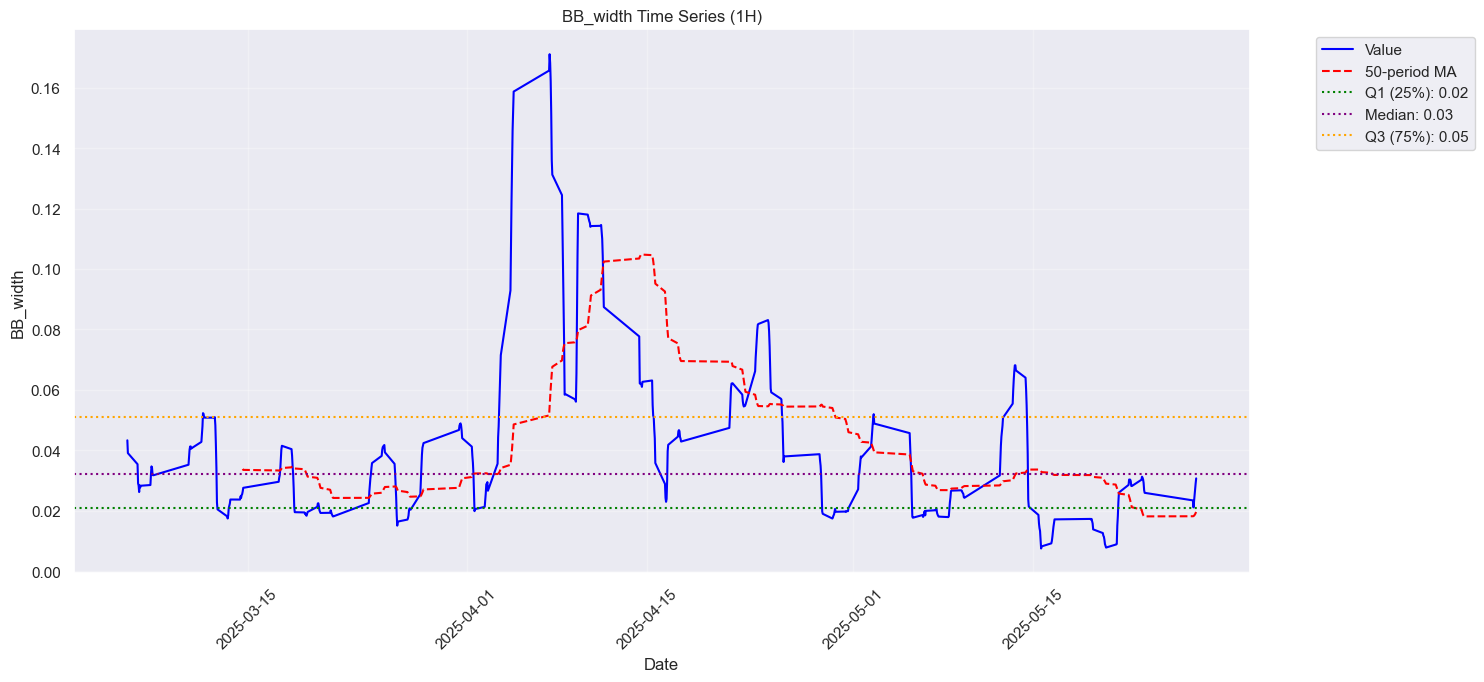 BB_width Time Series (1H)
BB_width
0.16
0.14
0.12
0.10
0.08
0.06
0.04
0.02
0.00
2025-03-15
2025-04-01
2025-04-15
2025-05-01
2025-05-15
Date
Value
50-period MA
Q1 (25%): 0.02
Median: 0.03
Q3 (75%): 0.05